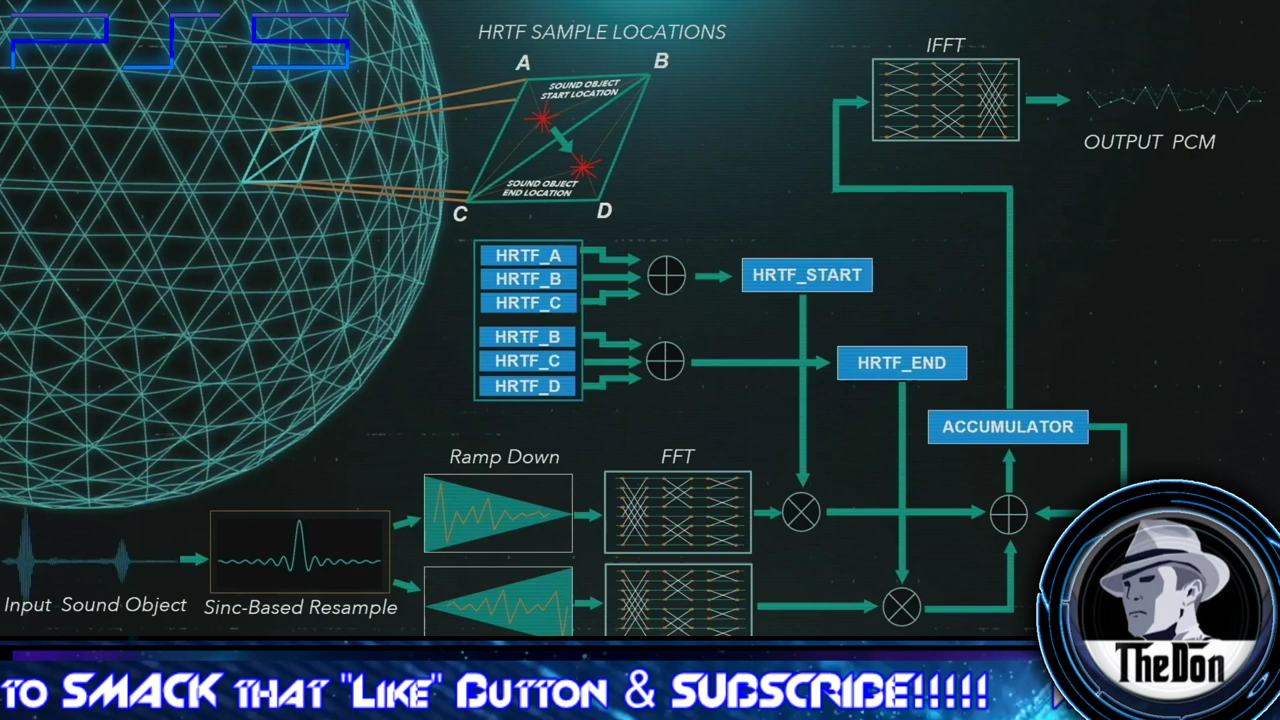 PS5
HRTF SAMPLE LOCATIONS
A
B
SOUND OBJECT
START LOCATION
SOUND OBJECT
END LOCATION
C
D
IFFT
OUTPUT PCM
HRTF_A
HRTF_B
HRTF_C
HRTF_START
HRTF_B
HRTF_C
HRTF_D
HRTF_END
ACCUMULATOR
Ramp Down
FFT
Input Sound Object
Sinc-Based Resample
TheDon
to SMACK that "Like" Button & SUBSCRIBE!!!!!